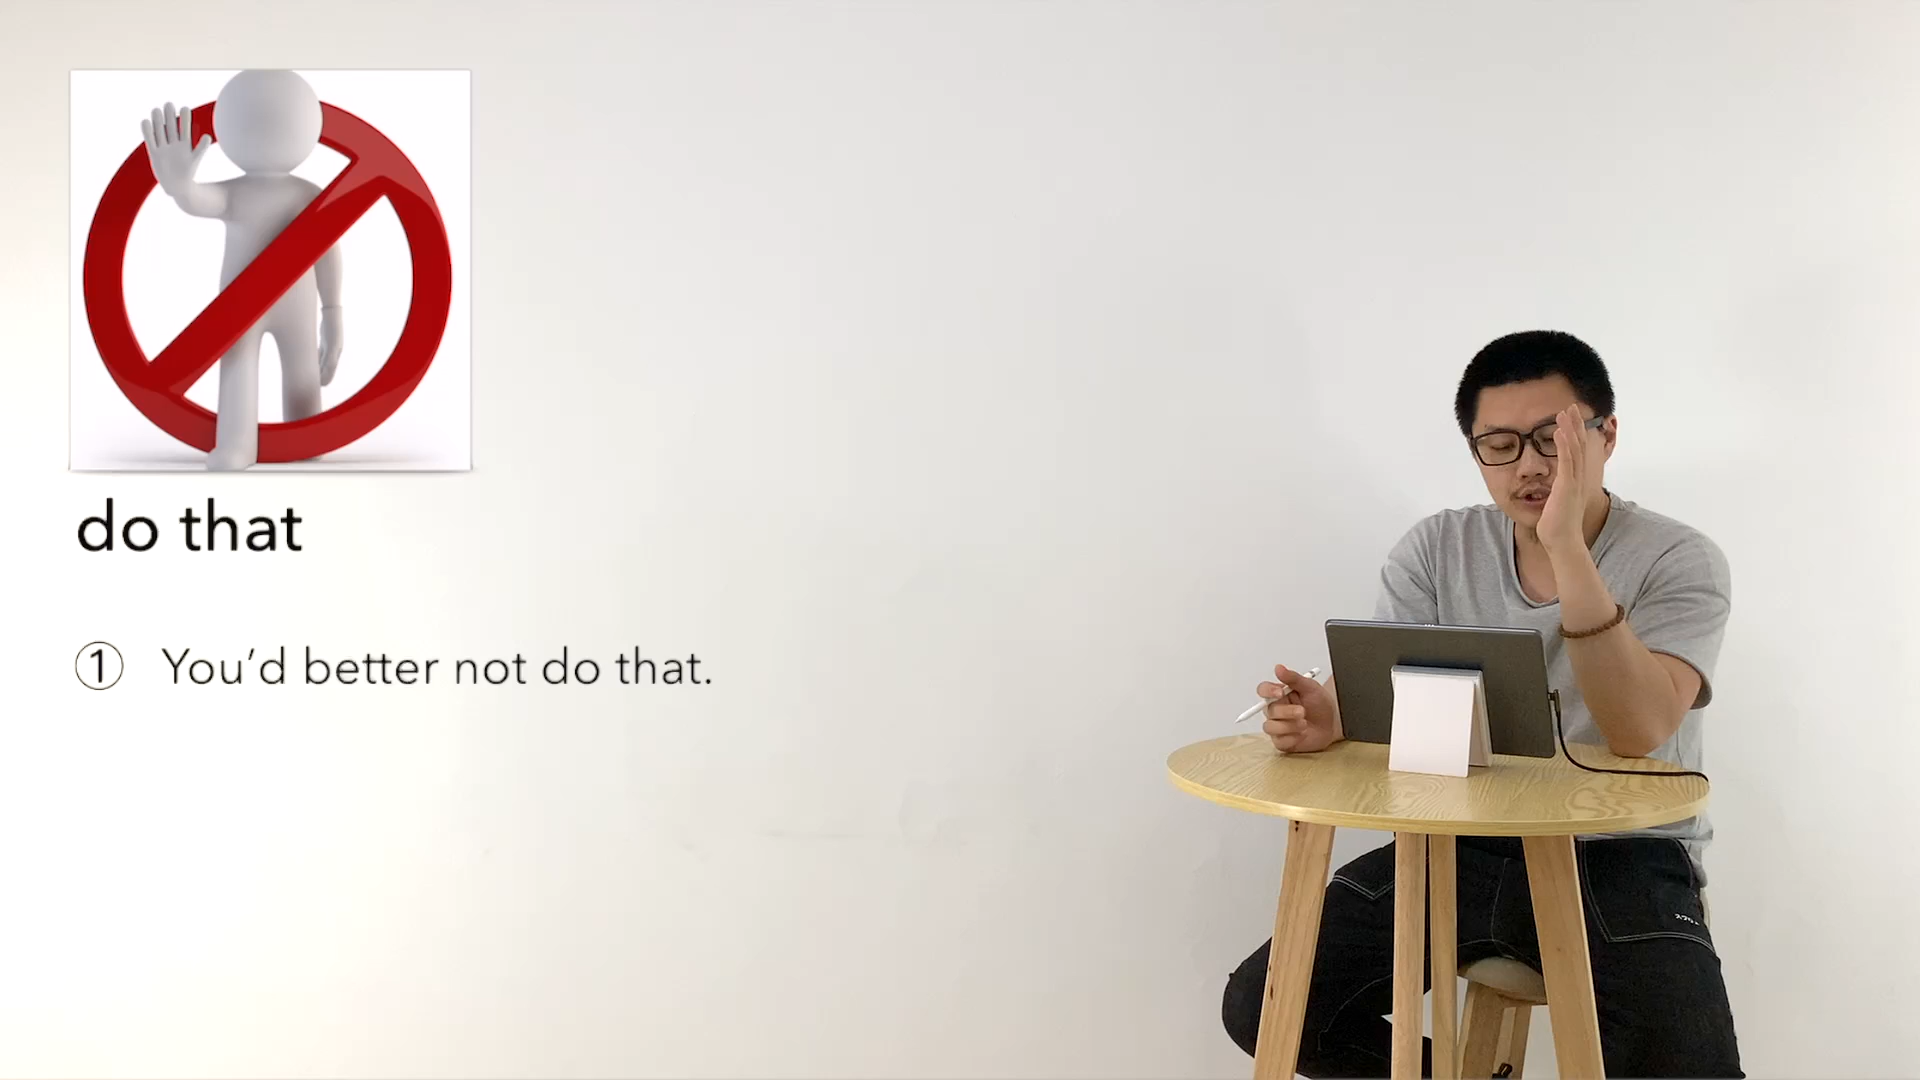 do that
① You’d better not do that.